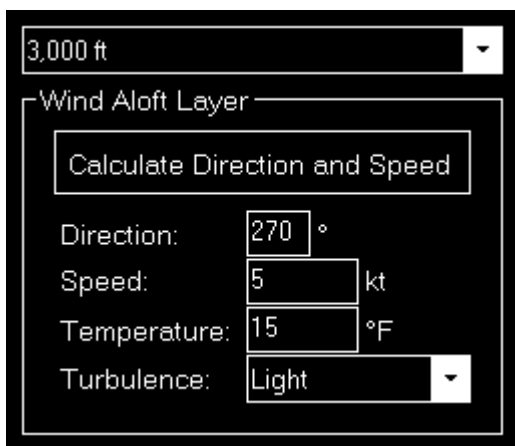 3,000 ft
Wind Aloft Layer
Calculate Direction and Speed
Direction: 270 °
Speed: 5 kt
Temperature: 15 °F
Turbulence: Light